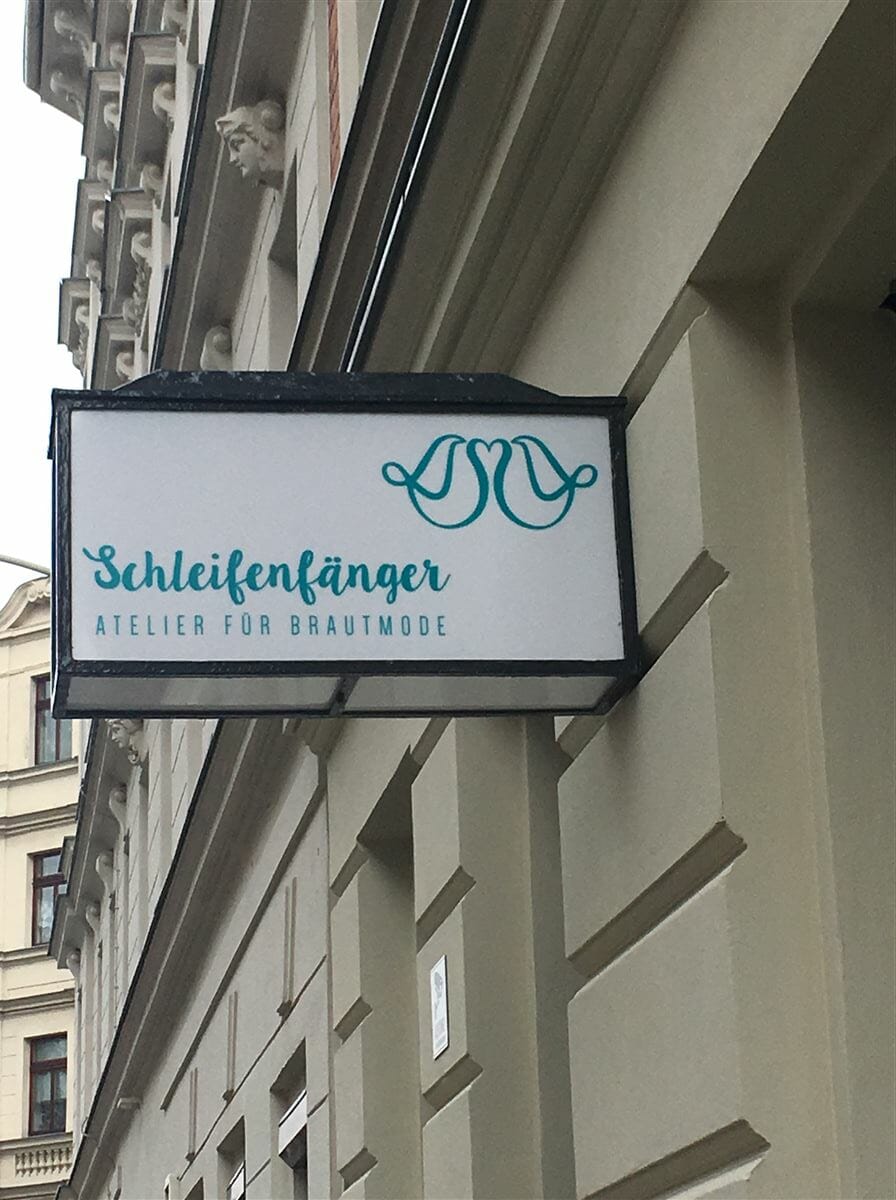 Schleifenfänger
ATELIER FÜR BRAUTMODE